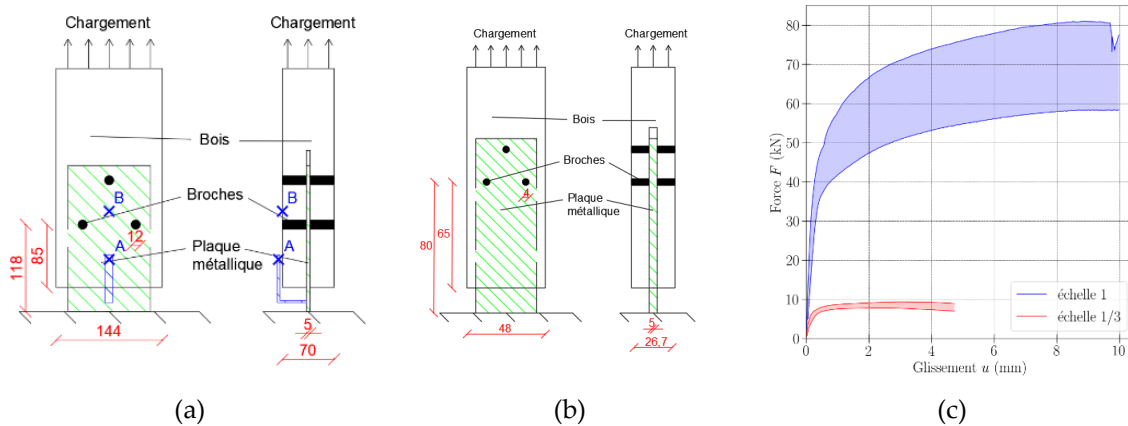 Chargement
Chargement
Bois
Broches
Plaque
métallique
B
A
12
B
A
118
85
144
5
70
Chargement
Chargement
Bois
Broches
Plaque
métallique
4
80
65
48
5
26,7
Force F (kN)
80
70
60
50
40
30
20
10
0
0
2
4
6
8
10
Glissement u (mm)
échelle 1
échelle 1/3
(a)
(b)
(c)